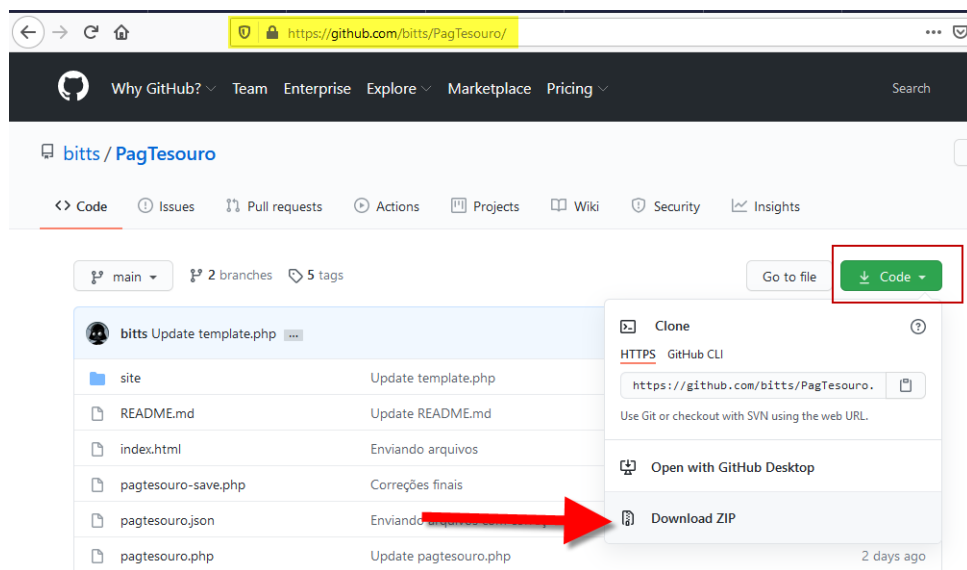 https://github.com/bitts/PagTesouro/
Why GitHub? Team Enterprise Explore Marketplace Pricing Search
bitts / PagTesouro
<> Code Issues Pull requests Actions Projects Wiki Security Insights
main 2 branches 5 tags Go to file Code
bitts Update template.php ...
Clone
HTTPS GitHub CLI
https://github.com/bitts/PagTesouro.
Use Git or checkout with SVN using the web URL.
Open with GitHub Desktop
Download ZIP
site Update template.php
README.md Update README.md
index.html Enviando arquivos
pagtesouro-save.php Correções finais
pagtesouro.json Enviando
pagtesouro.php Update pagtesouro.php 2 days ago